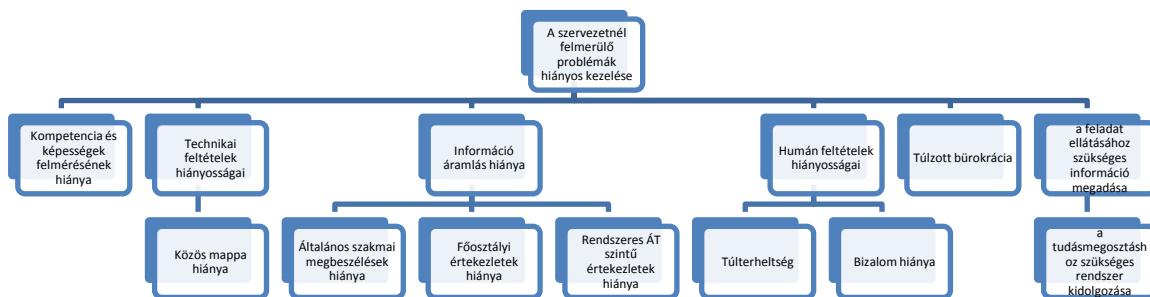 A szervezetnél
felmerülő
problémák
hiányos kezelése
Kompetencia és
képességek
felmérésének
hiánya
Technikai
feltételek
hiányosságai
Információ
áramlás hiánya
Humán feltételek
hiányosságai
Túlzott bürokrácia
a feladat
ellátásához
szükséges
információ
megadása
Közös mappa
hiánya
Általános szakmai
megbeszélések
hiánya
Főosztályi
értekezletek
hiánya
Rendszeres ÁT
szintű
értekezletek
hiánya
Túlterheltség
Bizalom hiánya
a
tudásmegosztásh
oz szükséges
rendszer
kidolgozása